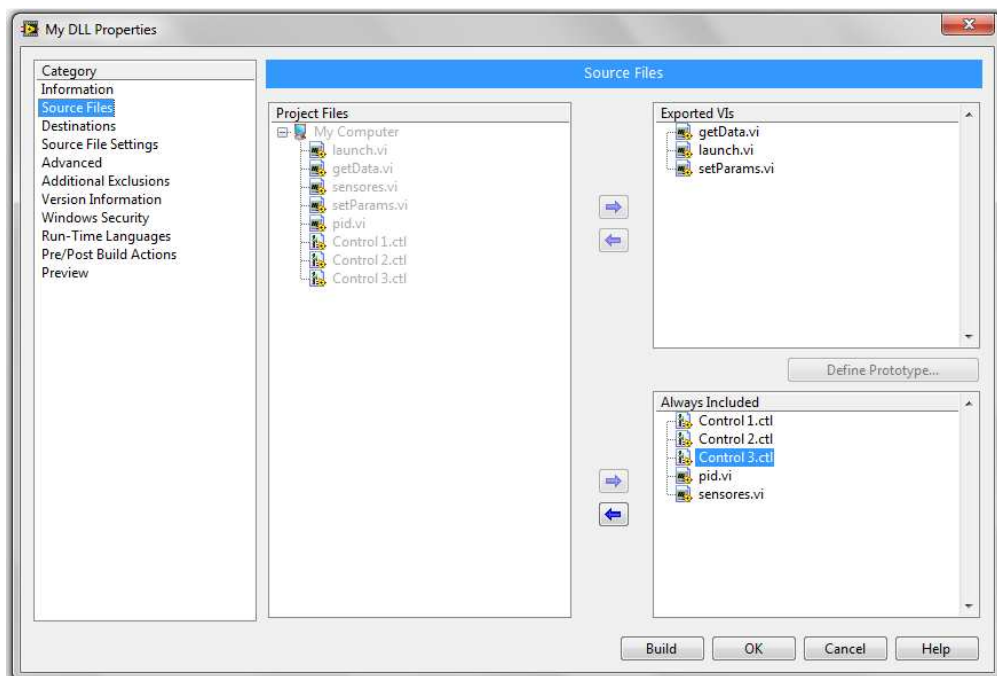 My DLL Properties
Category
Information
Source Files
Destinations
Source File Settings
Advanced
Additional Exclusions
Version Information
Windows Security
Run-Time Languages
Pre/Post Build Actions
Preview
Source Files
Project Files
My Computer
launch.vi
getData.vi
sensores.vi
setParams.vi
pid.vi
Control 1.ctl
Control 2.ctl
Control 3.ctl
Exported VIs
getData.vi
launch.vi
setParams.vi
Define Prototype...
Always Included
Control 1.ctl
Control 2.ctl
Control 3.ctl
pid.vi
sensores.vi
Build
OK
Cancel
Help